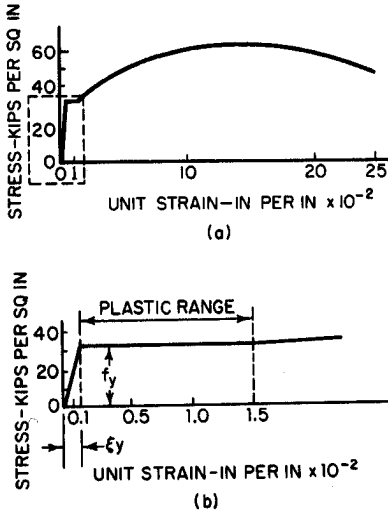 STRESS-KIPS PER SQ IN
60
40
20
0
0 1 10 20 25
UNIT STRAIN-IN PER IN x 10⁻²
(a)
STRESS-KIPS PER SQ IN
PLASTIC RANGE
40
20
0
fy
0.1 0.5 1.0 1.5
ξy
UNIT STRAIN-IN PER IN x 10⁻²
(b)